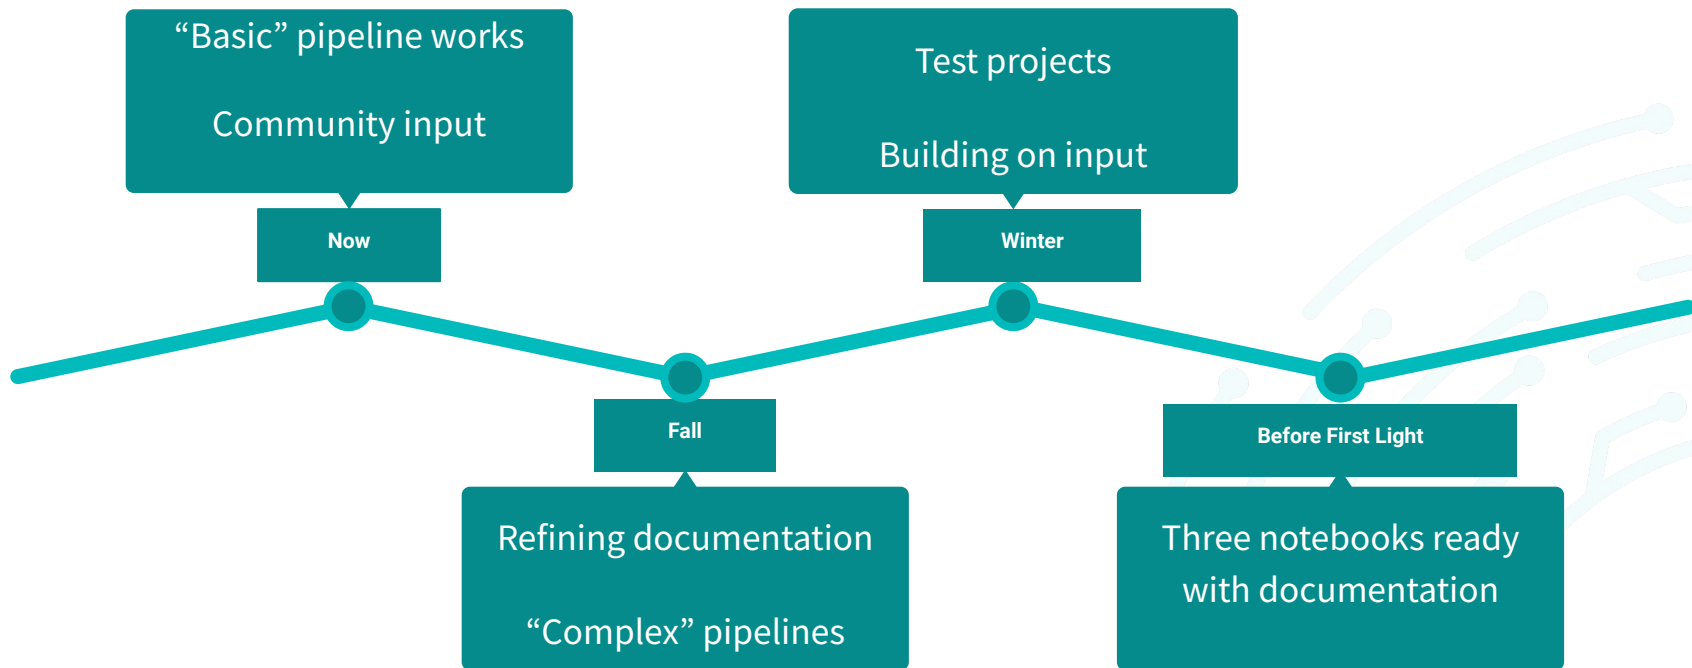 “Basic” pipeline works
Community input
Now
Fall
Refining documentation
“Complex” pipelines
Test projects
Building on input
Winter
Before First Light
Three notebooks ready
with documentation